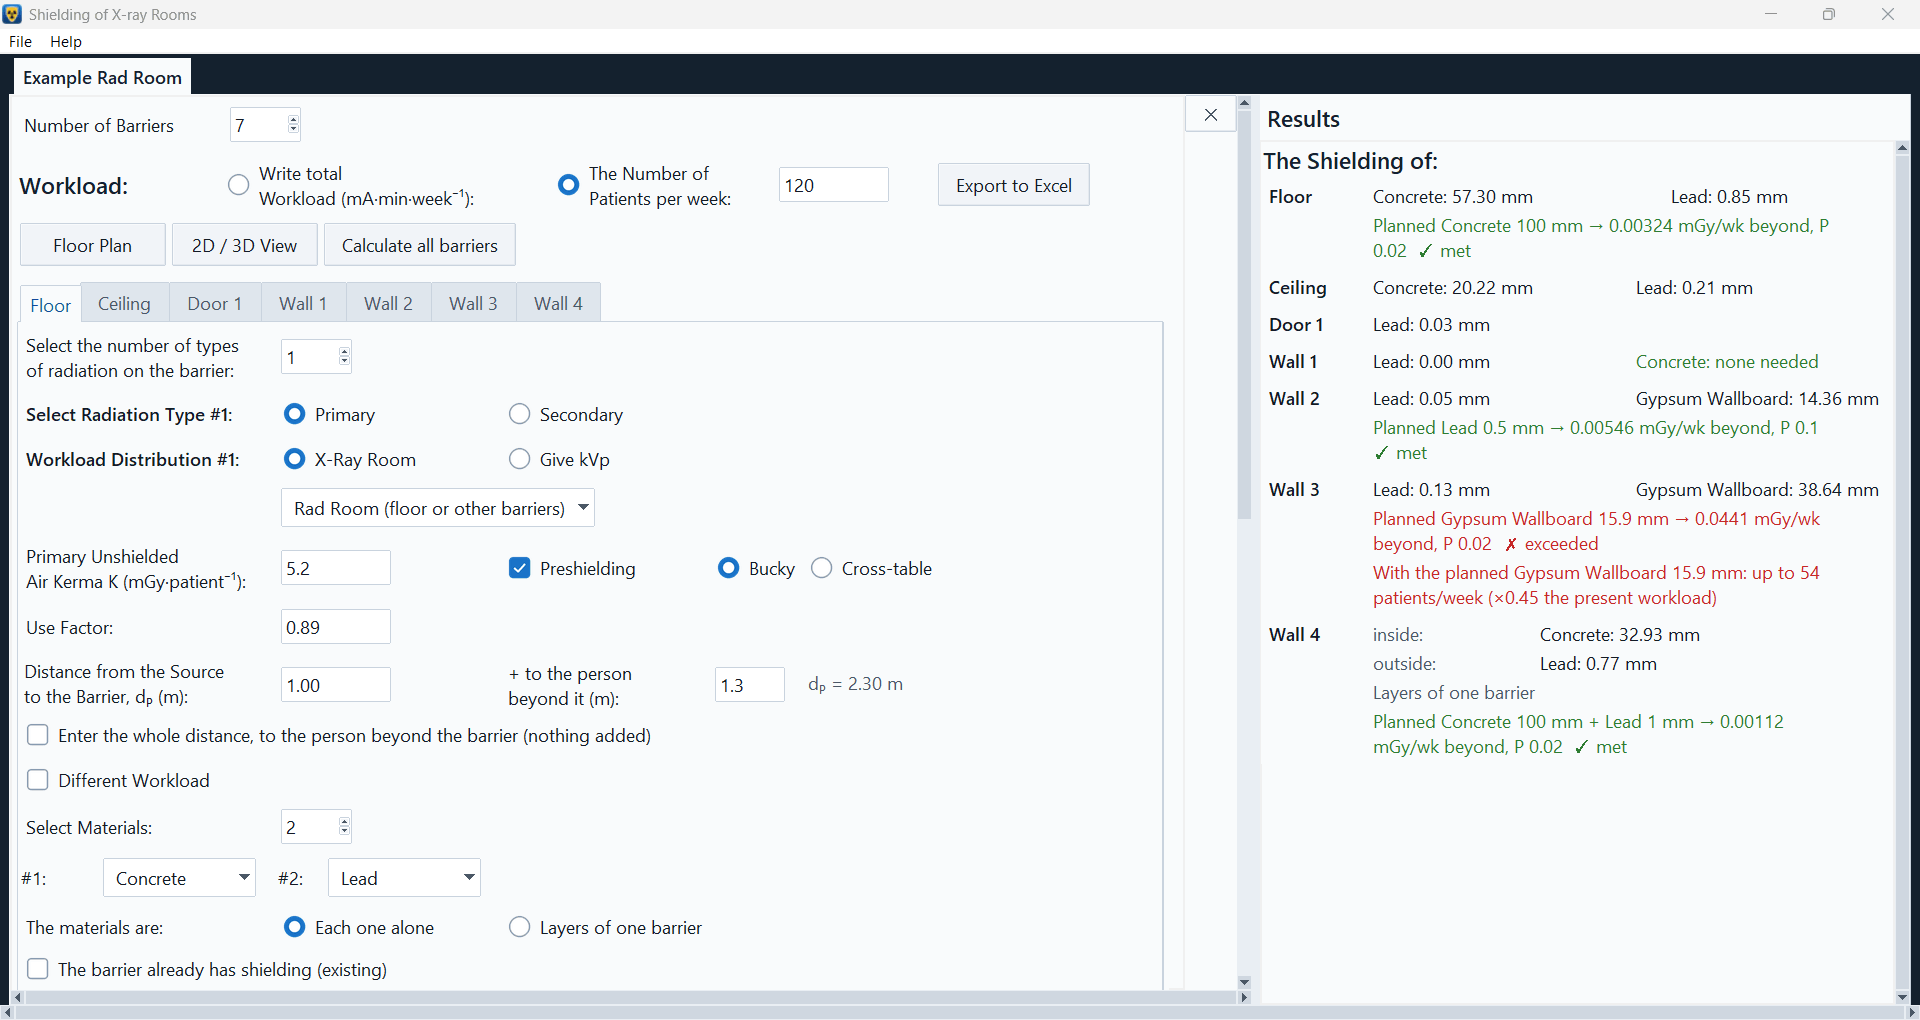 Shielding of X-ray Rooms
File Help
Example Rad Room
Number of Barriers 7
Workload:
Write total
Workload (mA·min·week⁻¹):
The Number of
Patients per week:
120
Export to Excel
Floor Plan
2D / 3D View
Calculate all barriers
Floor Ceiling Door 1 Wall 1 Wall 2 Wall 3 Wall 4
Select the number of types
of radiation on the barrier:
1
Select Radiation Type #1: Primary Secondary
Workload Distribution #1: X-Ray Room Give kVp
Rad Room (floor or other barriers)
Primary Unshielded
Air Kerma K (mGy·patient⁻¹):
5.2
Preshielding
Bucky Cross-table
Use Factor: 0.89
Distance from the Source
to the Barrier, dₚ (m):
1.00
+ to the person
beyond it (m):
1.3
dₚ = 2.30 m
Enter the whole distance, to the person beyond the barrier (nothing added)
Different Workload
Select Materials: 2
#1: Concrete #2: Lead
The materials are: Each one alone Layers of one barrier
The barrier already has shielding (existing)
Results
The Shielding of:
Floor Concrete: 57.30 mm Lead: 0.85 mm
Planned Concrete 100 mm → 0.00324 mGy/wk beyond, P
0.02 ✓ met
Ceiling Concrete: 20.22 mm Lead: 0.21 mm
Door 1 Lead: 0.03 mm
Wall 1 Lead: 0.00 mm Concrete: none needed
Wall 2 Lead: 0.05 mm Gypsum Wallboard: 14.36 mm
Planned Lead 0.5 mm → 0.00546 mGy/wk beyond, P 0.1
✓ met
Wall 3 Lead: 0.13 mm Gypsum Wallboard: 38.64 mm
Planned Gypsum Wallboard 15.9 mm → 0.0441 mGy/wk
beyond, P 0.02 ✗ exceeded
With the planned Gypsum Wallboard 15.9 mm: up to 54
patients/week (×0.45 the present workload)
Wall 4 inside: Concrete: 32.93 mm
outside: Lead: 0.77 mm
Layers of one barrier
Planned Concrete 100 mm + Lead 1 mm → 0.00112
mGy/wk beyond, P 0.02 ✓ met